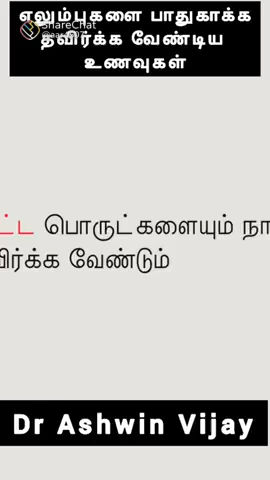 எலும்புகளை பாதுகாக்க
ShareChat
தவிர்க்க வேண்டிய
உணவுகள்
ட்ட பொருட்களையும் நா
விர்க்க வேண்டும்
Dr Ashwin Vijay